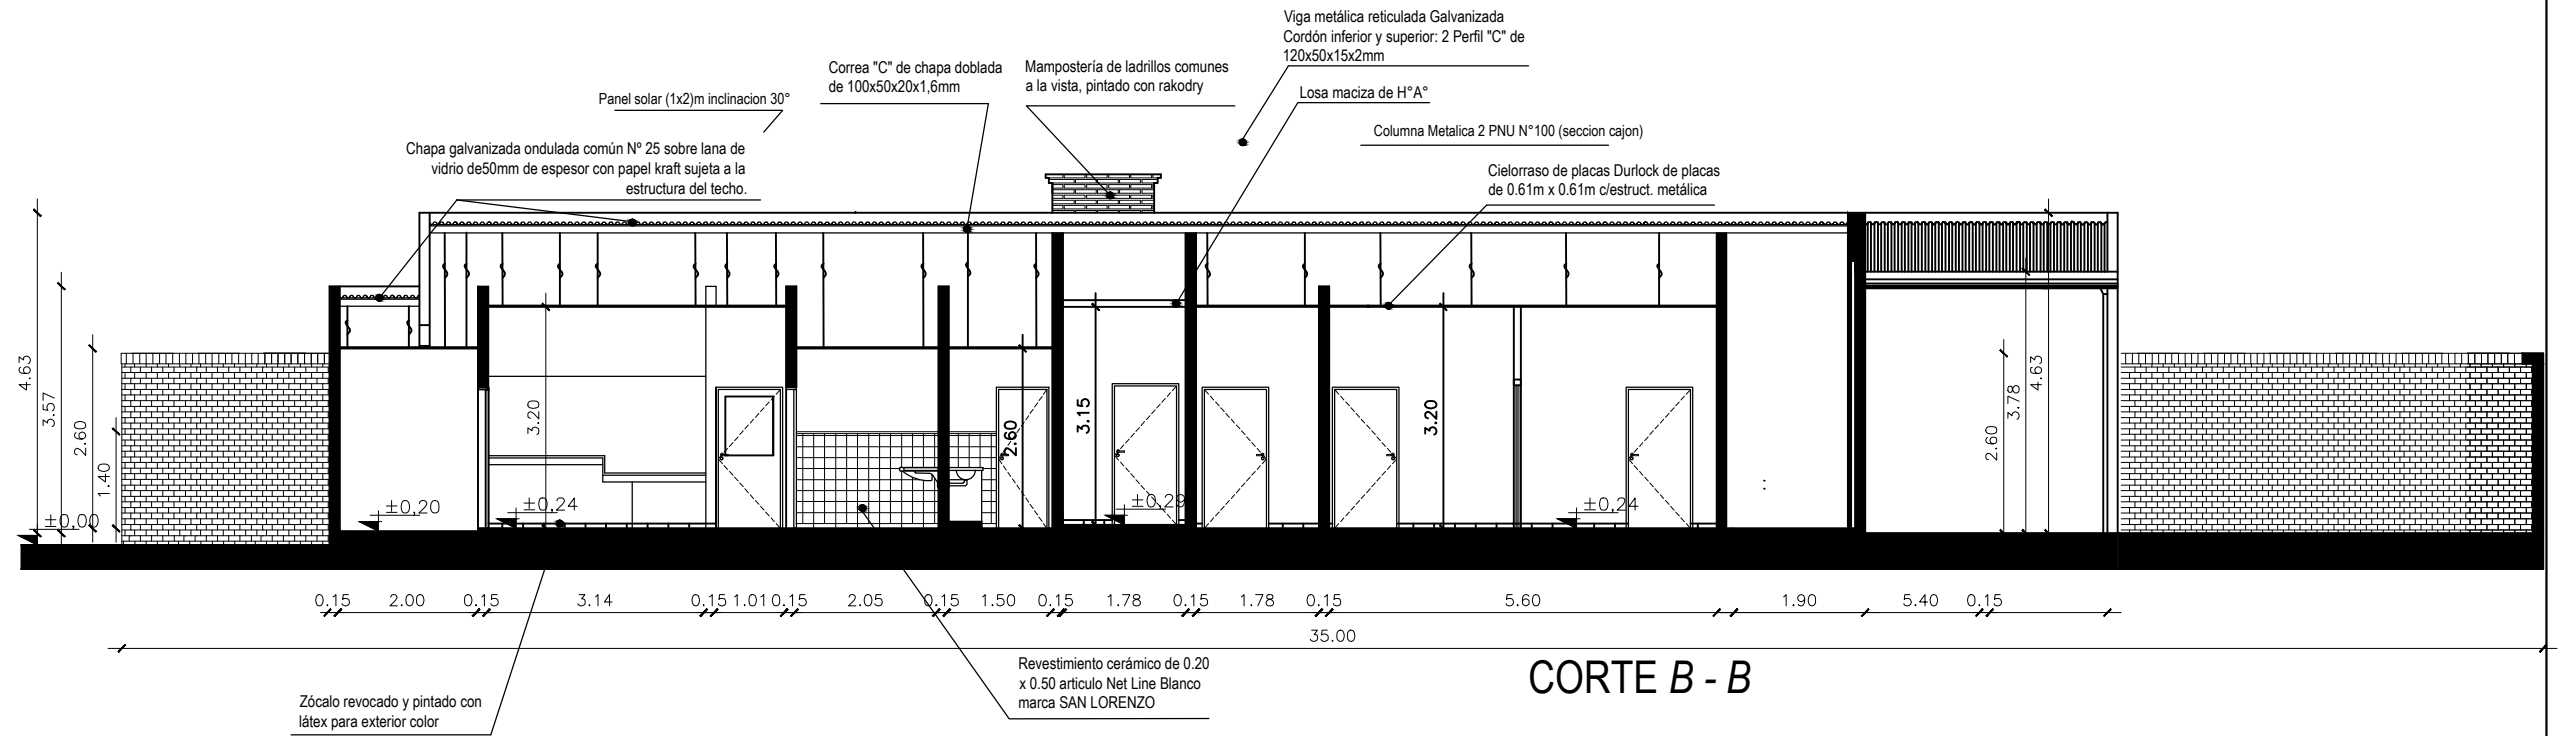 Viga metálica reticulada Galvanizada
Cordón inferior y superior: 2 Perfil "C" de
120x50x15x2mm
Correa "C" de chapa doblada
de 100x50x20x1,6mm
Mampostería de ladrillos comunes
a la vista, pintado con rakodry
Panel solar (1x2)m inclinacion 30°
Losa maciza de H°A°
Columna Metalica 2 PNU N°100 (seccion cajon)
Chapa galvanizada ondulada común Nº 25 sobre lana de
vidrio de50mm de espesor con papel kraft sujeta a la
estructura del techo.
Cielorraso de placas Durlock de placas
de 0.61m x 0.61m c/estruct. metálica
4.63
3.57
2.60
1.40
±0,00
±0,20
3.20
±0,24
2.60
3.15
±0,29
3.20
±0,24
:
2.60
3.78
4.63
0.15 2.00 0.15 3.14 0.15 1.01 0.15 2.05 0.15 1.50 0.15 1.78 0.15 1.78 0.15 5.60 1.90 5.40 0.15
35.00
CORTE B - B
Revestimiento cerámico de 0.20
x 0.50 articulo Net Line Blanco
marca SAN LORENZO
Zócalo revocado y pintado con
látex para exterior color